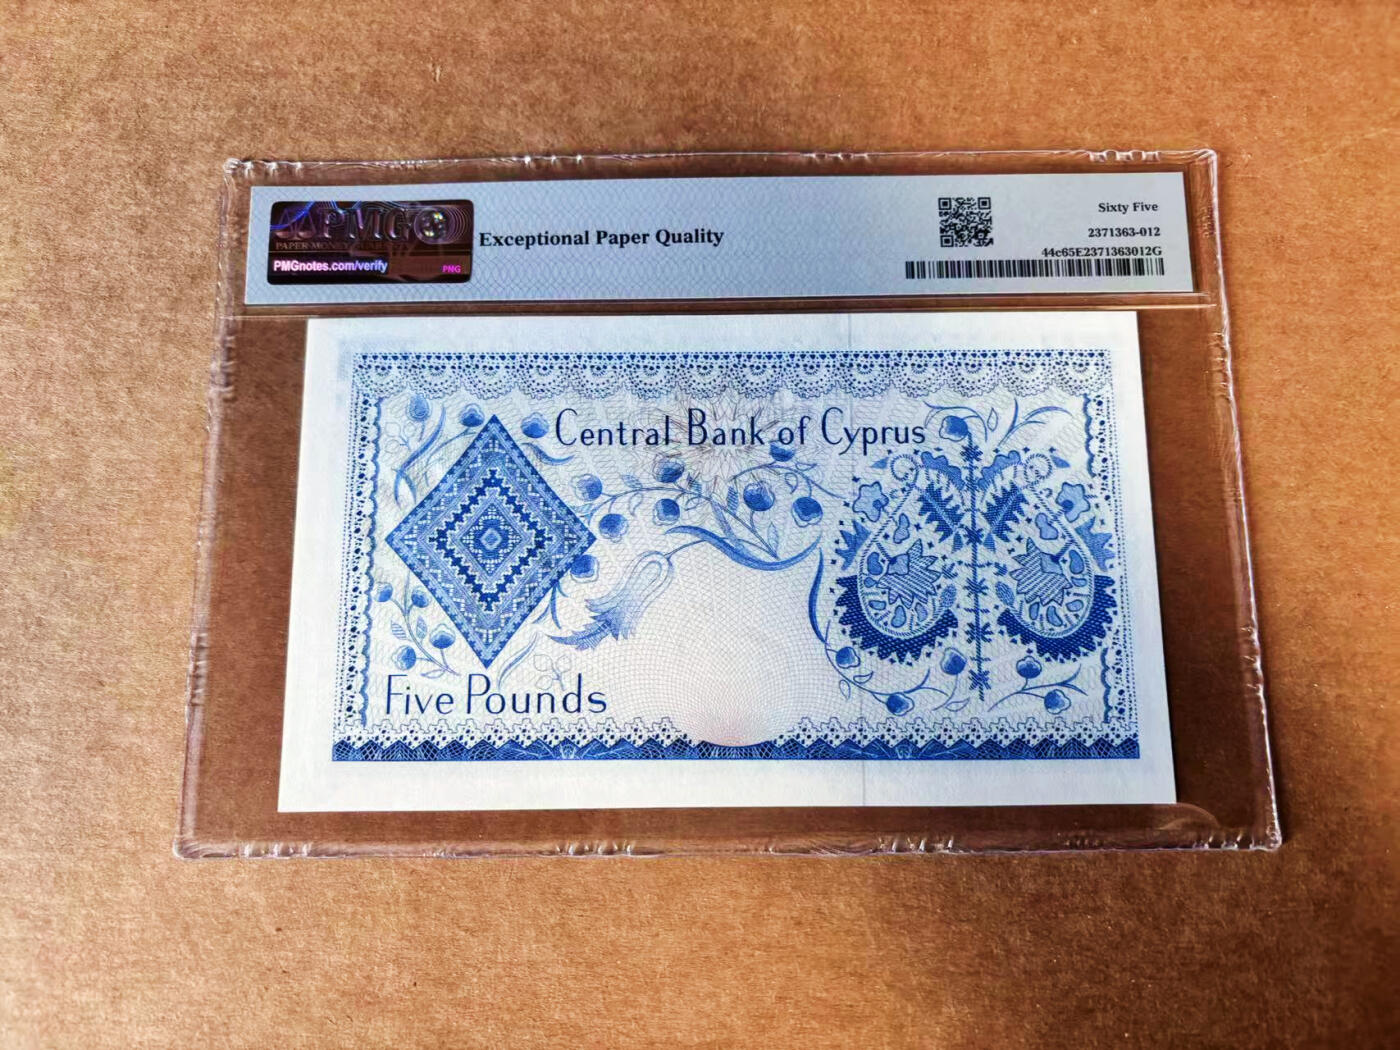 PMG
PAPER MONEY GUARANTY
PMGnotes.com/verify
PNG
Exceptional Paper Quality
Sixty Five
2371363-012
44c65E2371363012G
Central Bank of Cyprus
Five Pounds